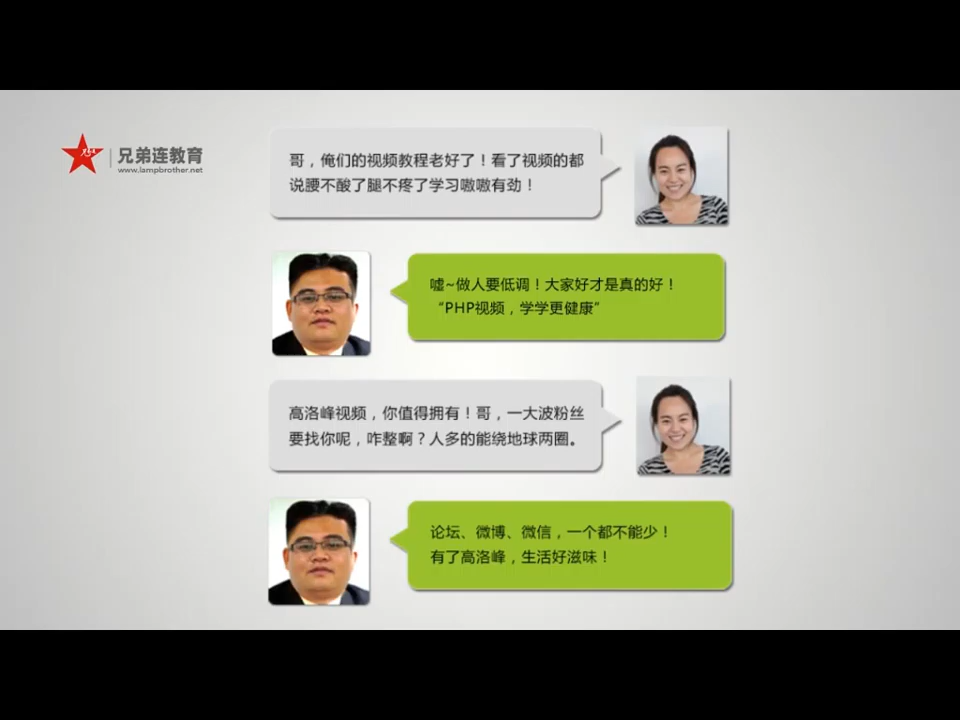 兄弟连教育
www.lampbrother.net
哥，俺们的视频教程老好了！看了视频的都
说腰不酸了腿不疼了学习嗷嗷有劲！
嘘~做人要低调！大家好才是真的好！
“PHP视频，学学更健康”
高洛峰视频，你值得拥有！哥，一大波粉丝
要找你呢，咋整啊？人多的能绕地球两圈。
论坛、微博、微信，一个都不能少！
有了高洛峰，生活好滋味！